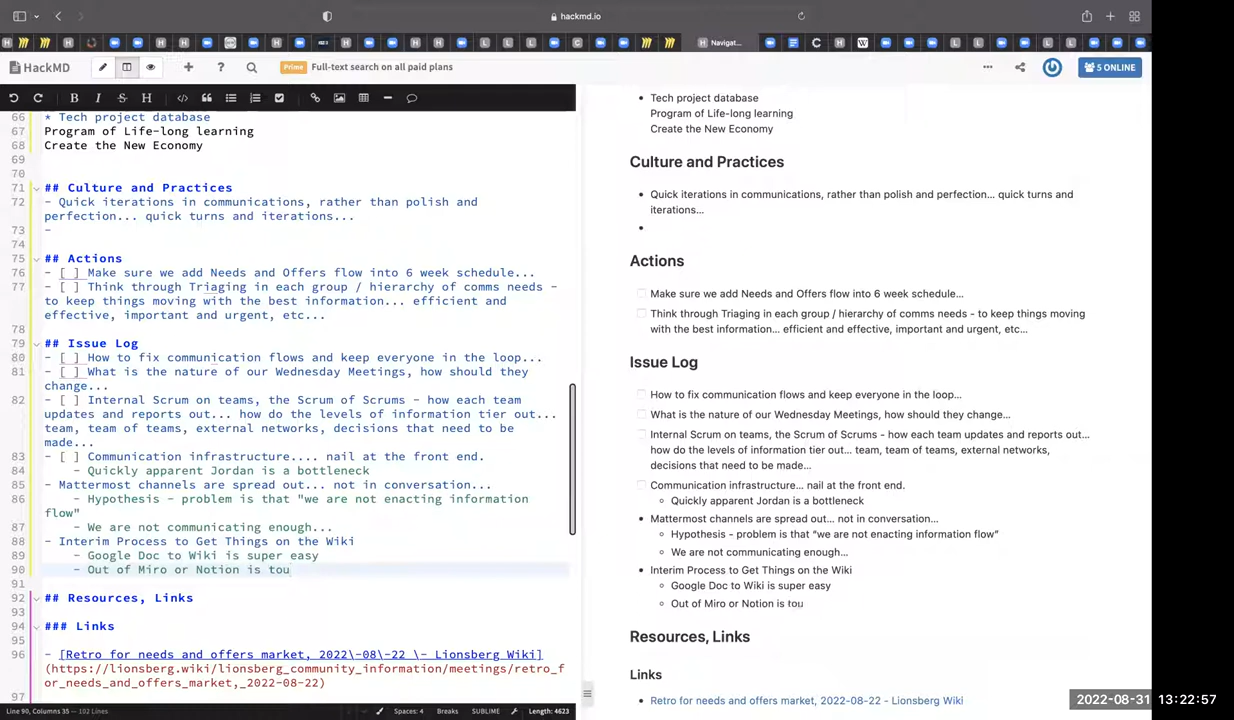 hackmd.io
Navigat...
HackMD
Prime Full-text search on all paid plans
5 ONLINE
66 * Tech project database
67 Program of Life-long learning
68 Create the New Economy
69
70
71 ## Culture and Practices
72 - Quick iterations in communications, rather than polish and
perfection... quick turns and iterations...
73 -
74
75 ## Actions
76 - [ ] Make sure we add Needs and Offers flow into 6 week schedule...
77 - [ ] Think through Triaging in each group / hierarchy of comms needs -
to keep things moving with the best information... efficient and
effective, important and urgent, etc...
78
79 ## Issue Log
80 - [ ] How to fix communication flows and keep everyone in the loop...
81 - [ ] What is the nature of our Wednesday Meetings, how should they
change...
82 - [ ] Internal Scrum on teams, the Scrum of Scrums - how each team
updates and reports out... how do the levels of information tier out...
team, team of teams, external networks, decisions that need to be
made...
83 - [ ] Communication infrastructure.... nail at the front end.
84 - Quickly apparent Jordan is a bottleneck
85 - Mattermost channels are spread out... not in conversation...
86 - Hypothesis - problem is that "we are not enacting information
flow"
87 - We are not communicating enough...
88 - Interim Process to Get Things on the Wiki
89 - Google Doc to Wiki is super easy
90 - Out of Miro or Notion is tou
91
92 ## Resources, Links
93
94 ### Links
95
96 - [Retro for needs and offers market, 2022\-08\-22 \- Lionsberg Wiki]
(https://lionsberg.wiki/lionsberg_community_information/meetings/retro_f
or_needs_and_offers_market,_2022-08-22)
97
Line 90, Columns 35 — 102 Lines
Spaces: 4
Breaks
SUBLIME
Length: 4623
• Tech project database
Program of Life-long learning
Create the New Economy
Culture and Practices
• Quick iterations in communications, rather than polish and perfection... quick turns and
iterations...
•
Actions
Make sure we add Needs and Offers flow into 6 week schedule...
Think through Triaging in each group / hierarchy of comms needs - to keep things moving
with the best information... efficient and effective, important and urgent, etc...
Issue Log
How to fix communication flows and keep everyone in the loop...
What is the nature of our Wednesday Meetings, how should they change...
Internal Scrum on teams, the Scrum of Scrums - how each team updates and reports out...
how do the levels of information tier out... team, team of teams, external networks,
decisions that need to be made...
Communication infrastructure... nail at the front end.
Quickly apparent Jordan is a bottleneck
• Mattermost channels are spread out... not in conversation...
Hypothesis - problem is that “we are not enacting information flow”
We are not communicating enough...
• Interim Process to Get Things on the Wiki
Google Doc to Wiki is super easy
Out of Miro or Notion is tou
Resources, Links
Links
• Retro for needs and offers market, 2022-08-22 - Lionsberg Wiki
2022-08-31 13:22:57